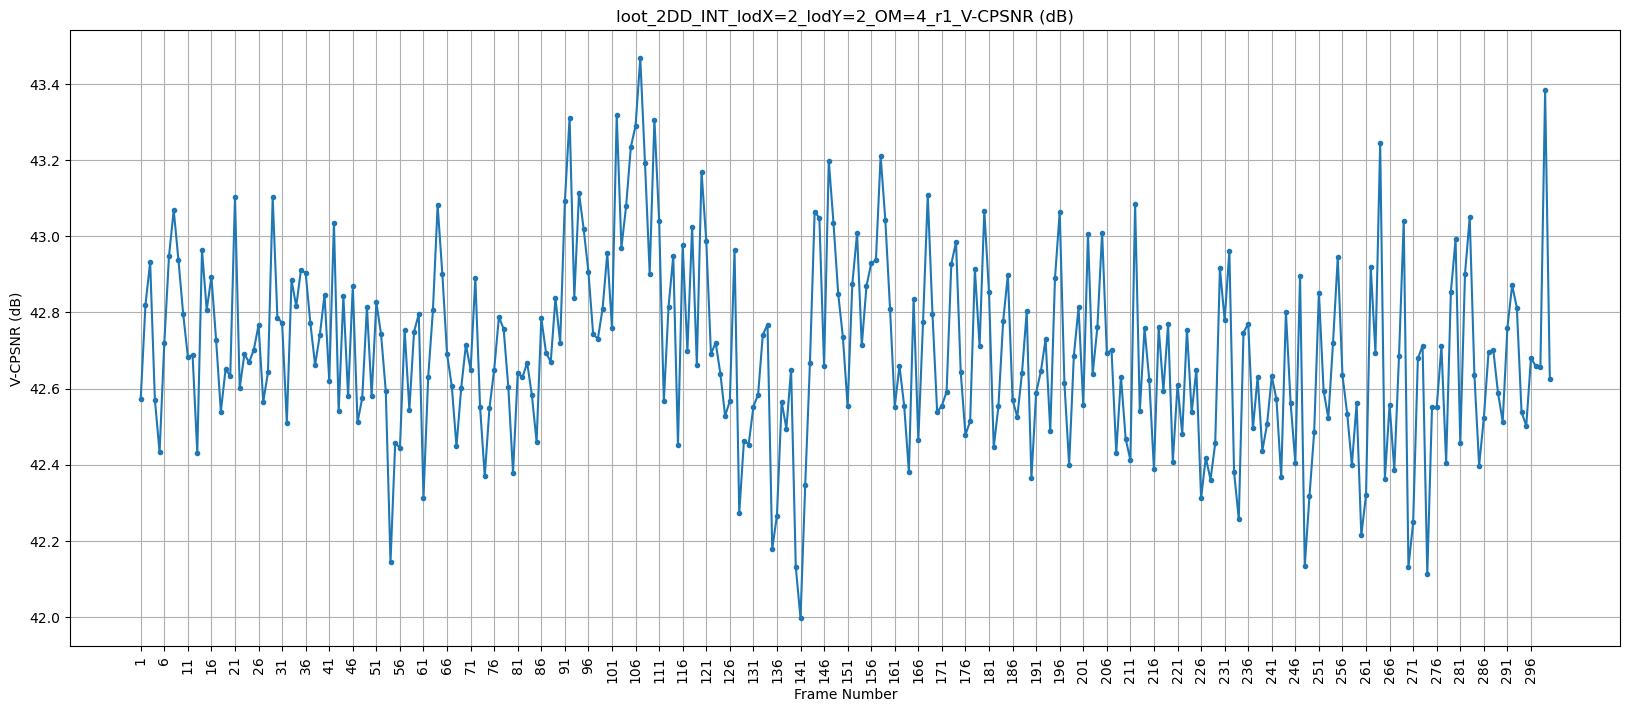 loot_2DD_INT_lodX=2_lodY=2_OM=4_r1_V-CPSNR (dB)
V-CPSNR (dB)
43.4
43.2
43.0
42.8
42.6
42.4
42.2
42.0
1 6 11 16 21 26 31 36 41 46 51 56 61 66 71 76 81 86 91 96 101 106 111 116 121 126 131 136 141 146 151 156 161 166 171 176 181 186 191 196 201 206 211 216 221 226 231 236 241 246 251 256 261 266 271 276 281 286 291 296
Frame Number